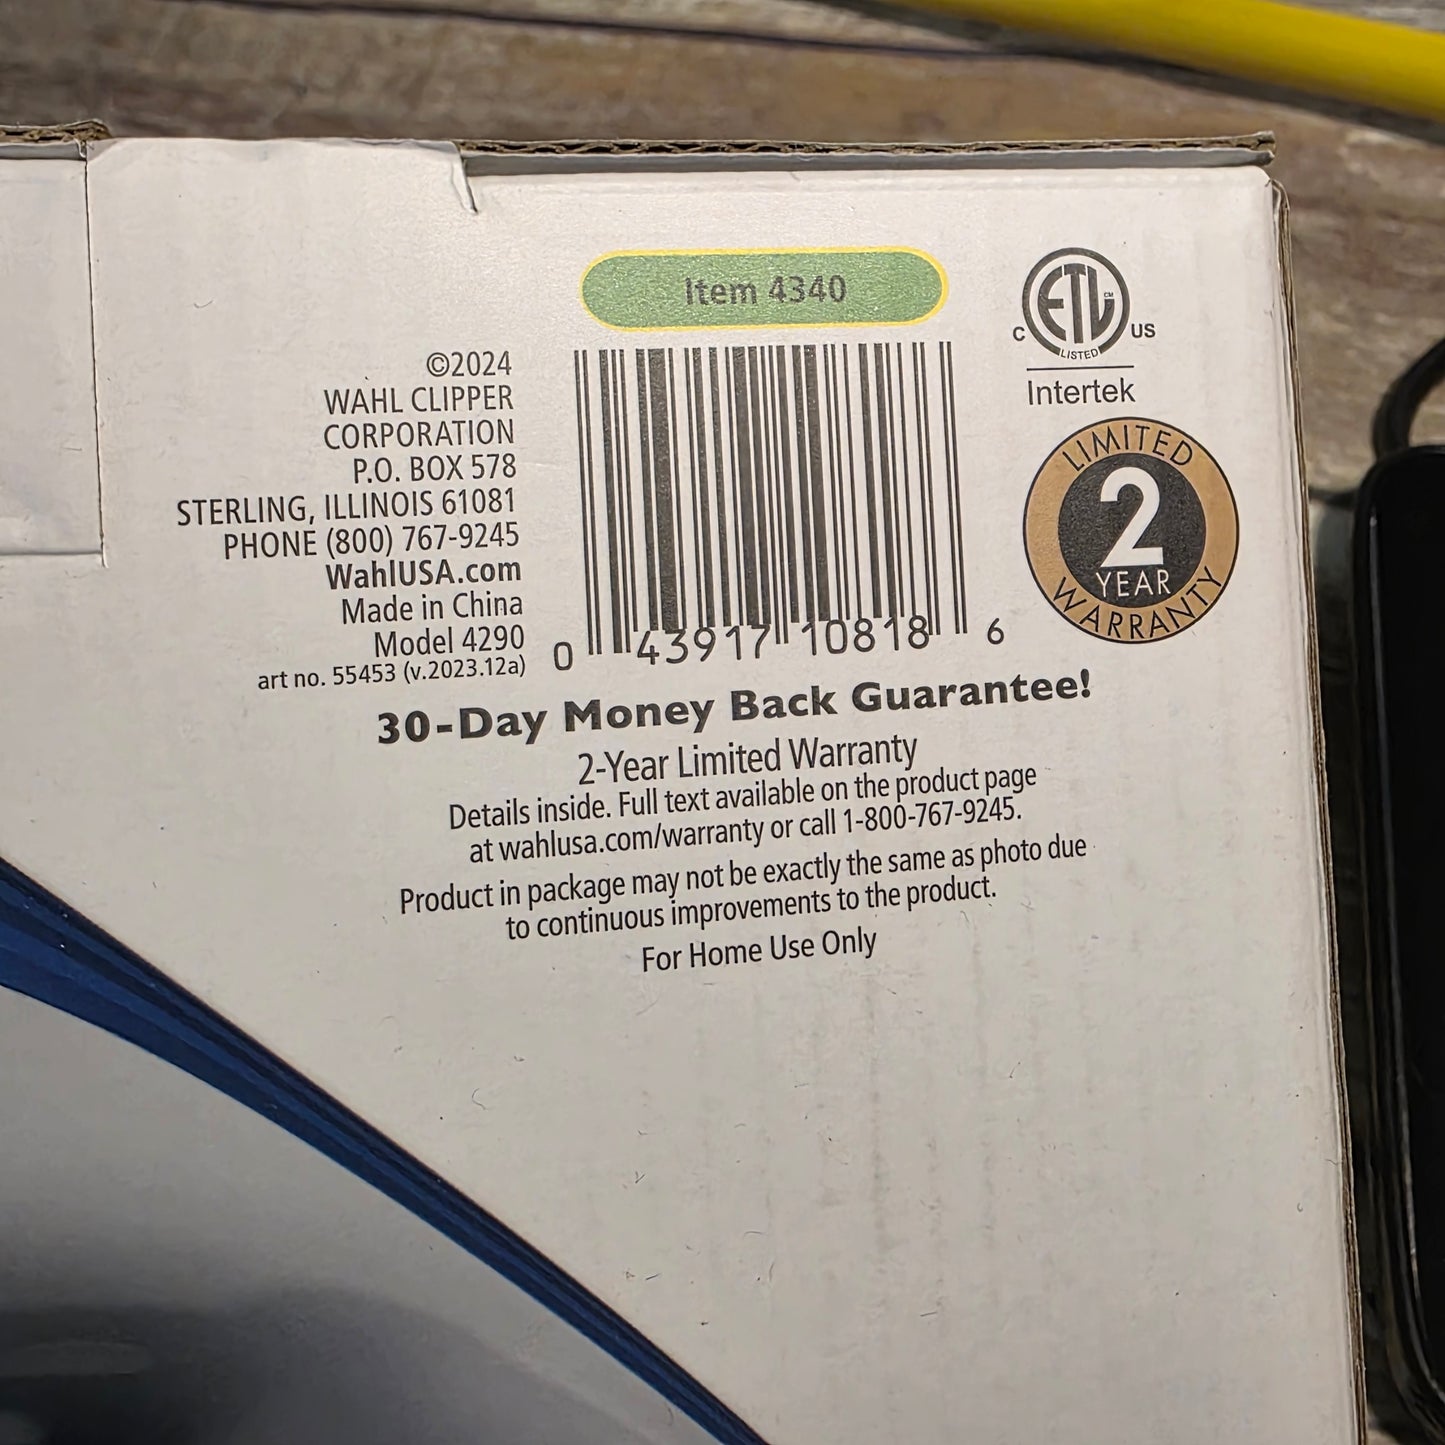 Item 4340
©2024
WAHL CLIPPER
CORPORATION
P.O. BOX 578
STERLING, ILLINOIS 61081
PHONE (800) 767-9245
WahlUSA.com
Made in China
Model 4290
art no. 55453 (v.2023.12a)
0 43917 10818 6
ETL CM
C US
LISTED
Intertek
LIMITED
2
YEAR
WARRANTY
30-Day Money Back Guarantee!
2-Year Limited Warranty
Details inside. Full text available on the product page
at wahlusa.com/warranty or call 1-800-767-9245.
Product in package may not be exactly the same as photo due
to continuous improvements to the product.
For Home Use Only